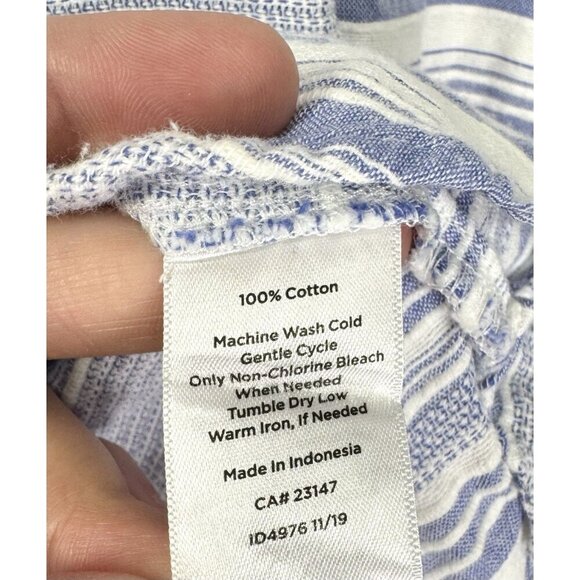 100% Cotton
Machine Wash Cold
Gentle Cycle
Only Non-Chlorine Bleach
When Needed
Tumble Dry Low
Warm Iron, If Needed
Made in Indonesia
CA# 23147
ID4976 11/19